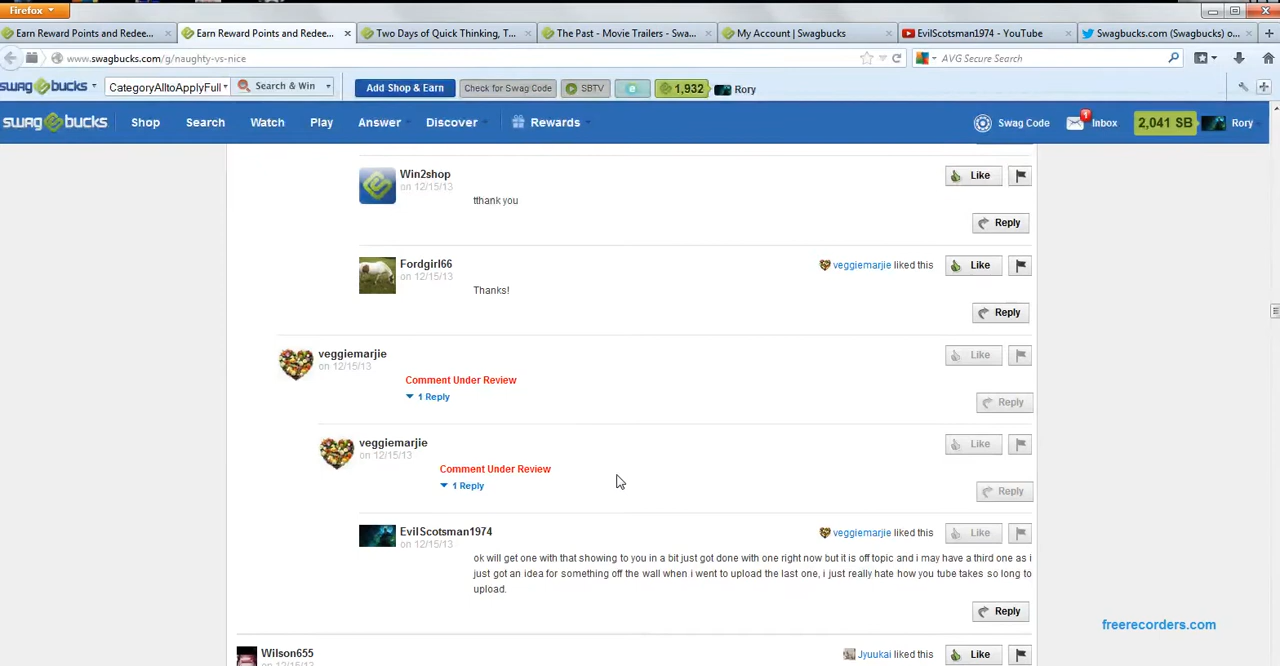 Firefox
Earn Reward Points and Redee... ×
Earn Reward Points and Redee... ×
Two Days of Quick Thinking, T... ×
The Past - Movie Trailers - Swa... ×
My Account | Swagbucks ×
EvilScotsman1974 - YouTube ×
Swagbucks.com (Swagbucks) o... ×
www.swagbucks.com/g/naughty-vs-nice
AVG Secure Search
swagbucks
CategoryAlltoApplyFull
Search & Win
Add Shop & Earn
Check for Swag Code
SBTV
1,932
Rory
swagbucks
Shop
Search
Watch
Play
Answer
Discover
Rewards
Swag Code
1
Inbox
2,041 SB
Rory
Win2shop
on 12/15/13
tthank you
Like
Reply
Fordgirl66
on 12/15/13
Thanks!
veggiemarjie liked this
Like
Reply
veggiemarjie
on 12/15/13
Comment Under Review
1 Reply
Like
Reply
veggiemarjie
on 12/15/13
Comment Under Review
1 Reply
Like
Reply
EvilScotsman1974
on 12/15/13
veggiemarjie liked this
Like
ok will get one with that showing to you in a bit just got done with one right now but it is off topic and i may have a third one as i
just got an idea for something off the wall when i went to upload the last one, i just really hate how you tube takes so long to
upload.
Reply
freerecorders.com
Wilson655
on 12/15/13
Jyuukai liked this
Like